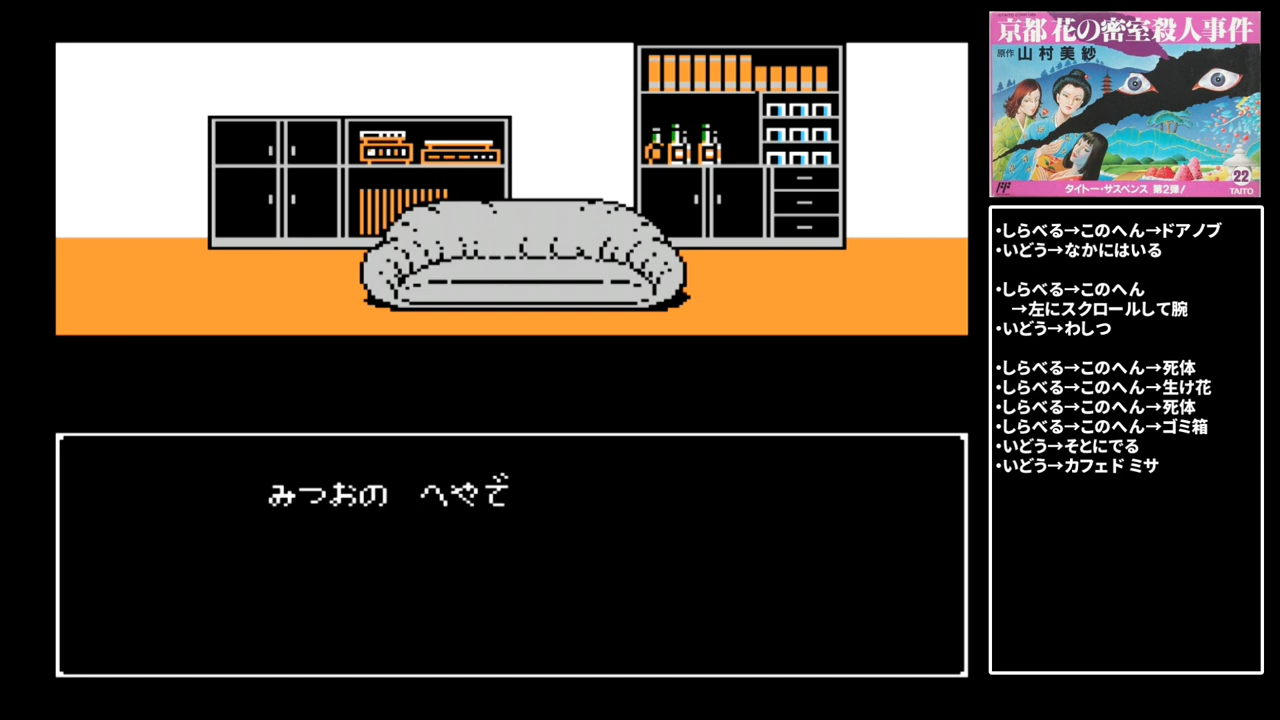 みつおの へやぞ
京都花の密室殺人事件
原作 山村美紗
22
タイトー・サスペンス 第2弾!
TAITO
・しらべる→このへん→ドアノブ
・いどう→なかにはいる
・しらべる→このへん
→左にスクロールして腕
・いどう→わしつ
・しらべる→このへん→死体
・しらべる→このへん→生け花
・しらべる→このへん→死体
・しらべる→このへん→ゴミ箱
・いどう→そとにでる
・いどう→カフェド ミサ